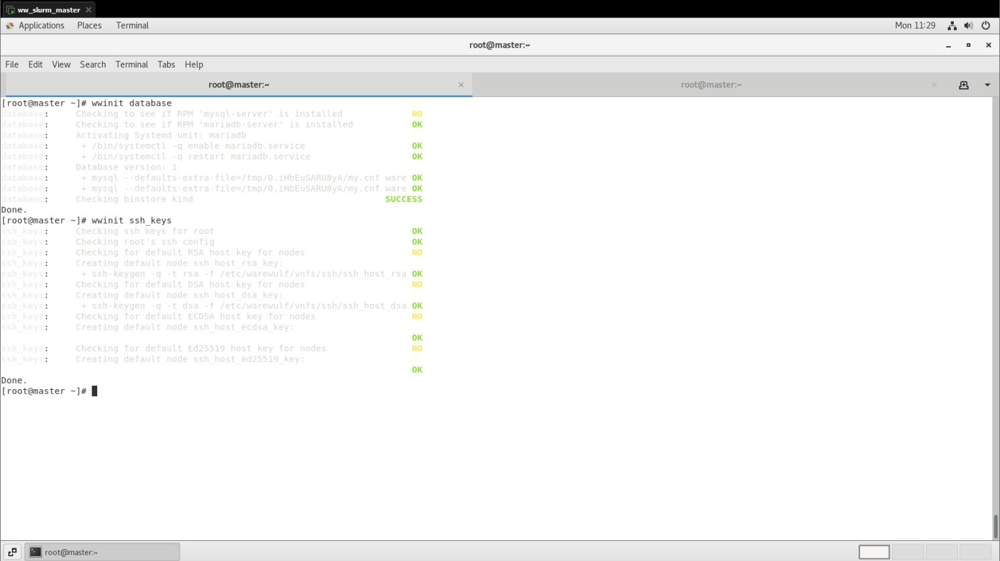 ww_slurm_master
Applications Places Terminal Mon 11:29
root@master:~
File Edit View Search Terminal Tabs Help
root@master:~ root@master:~
[root@master ~]# wwinit database
database: Checking to see if RPM 'mysql-server' is installed NO
database: Checking to see if RPM 'mariadb-server' is installed OK
database: Activating Systemd unit: mariadb
database: + /bin/systemctl -q enable mariadb.service OK
database: + /bin/systemctl -q restart mariadb.service OK
database: Database version: 1
database: + mysql --defaults-extra-file=/tmp/0.iHbEuSARU8yA/my.cnf ware OK
database: + mysql --defaults-extra-file=/tmp/0.iHbEuSARU8yA/my.cnf ware OK
database: Checking binstore kind SUCCESS
Done.
[root@master ~]# wwinit ssh_keys
ssh_keys: Checking ssh keys for root OK
ssh_keys: Checking root's ssh config OK
ssh_keys: Checking for default RSA host key for nodes NO
ssh_keys: Creating default node ssh_host_rsa_key:
ssh_keys: + ssh-keygen -q -t rsa -f /etc/warewulf/vnfs/ssh/ssh_host_rsa OK
ssh_keys: Checking for default DSA host key for nodes NO
ssh_keys: Creating default node ssh_host_dsa_key:
ssh_keys: + ssh-keygen -q -t dsa -f /etc/warewulf/vnfs/ssh/ssh_host_dsa OK
ssh_keys: Checking for default ECDSA host key for nodes NO
ssh_keys: Creating default node ssh_host_ecdsa_key:
OK
ssh_keys: Checking for default Ed25519 host key for nodes NO
ssh_keys: Creating default node ssh_host_ed25519_key:
OK
Done.
[root@master ~]#
root@master:~